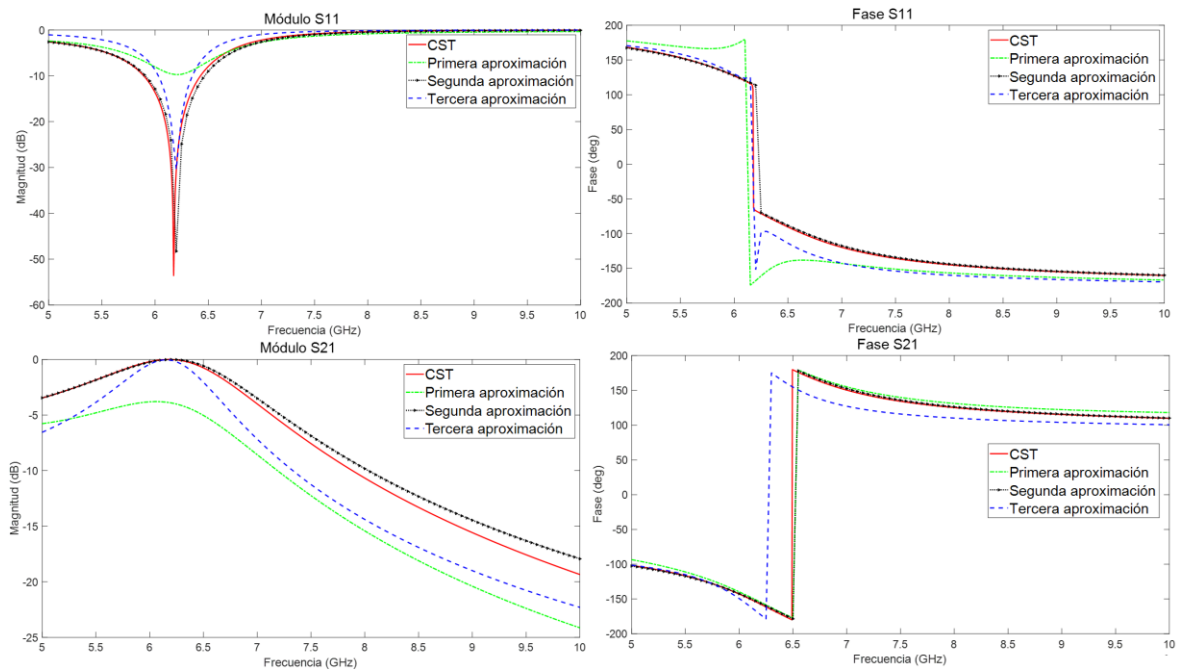 Módulo S11
0
-10
-20
-30
-40
-50
-60
Magnitud (dB)
5 5.5 6 6.5 7 7.5 8 8.5 9 9.5 10
Frecuencia (GHz)
CST
Primera aproximación
Segunda aproximación
Tercera aproximación
Fase S11
200
150
100
50
0
-50
-100
-150
-200
Fase (deg)
5 5.5 6 6.5 7 7.5 8 8.5 9 9.5 10
Frecuencia (GHz)
CST
Primera aproximación
Segunda aproximación
Tercera aproximación
Módulo S21
0
-5
-10
-15
-20
-25
Magnitud (dB)
5 5.5 6 6.5 7 7.5 8 8.5 9 9.5 10
Frecuencia (GHz)
CST
Primera aproximación
Segunda aproximación
Tercera aproximación
Fase S21
200
150
100
50
0
-50
-100
-150
-200
Fase (deg)
5 5.5 6 6.5 7 7.5 8 8.5 9 9.5 10
Frecuencia (GHz)
CST
Primera aproximación
Segunda aproximación
Tercera aproximación